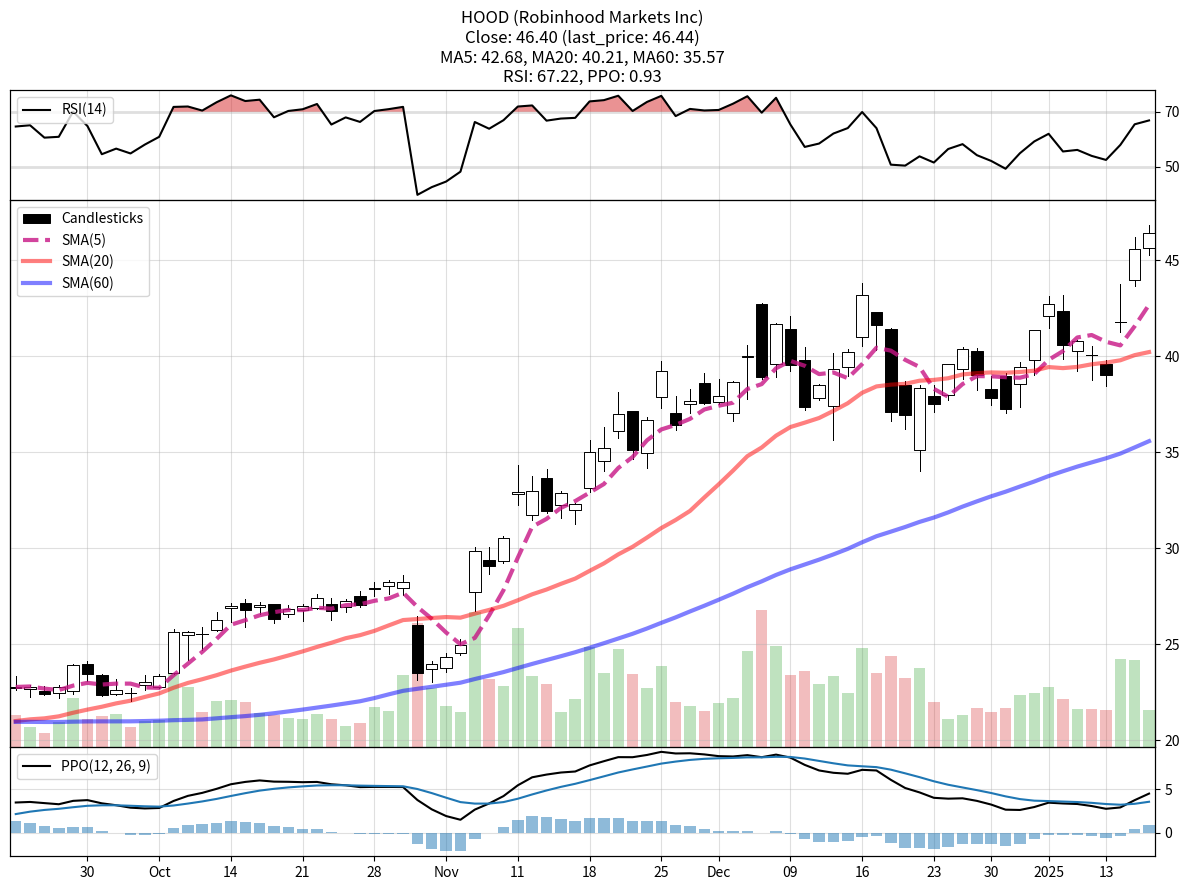 HOOD (Robinhood Markets Inc)
Close: 46.40 (last_price: 46.44)
MA5: 42.68, MA20: 40.21, MA60: 35.57
RSI: 67.22, PPO: 0.93
RSI(14)
70
50
Candlesticks
SMA(5)
SMA(20)
SMA(60)
45
40
35
30
25
20
PPO(12, 26, 9)
5
0
30 Oct 14 21 28 Nov 11 18 25 Dec 09 16 23 30 2025 13